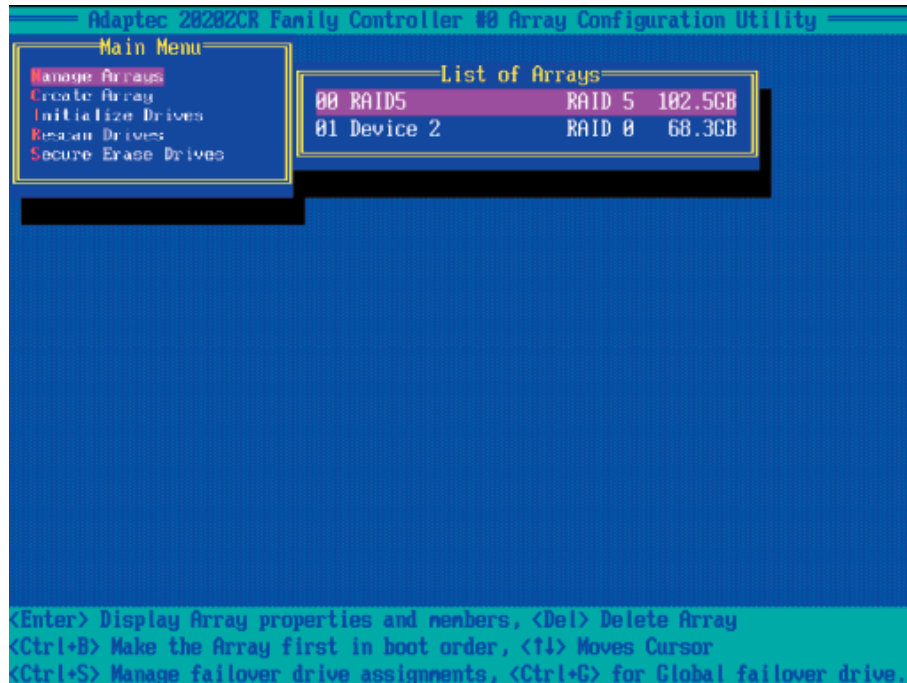 Adaptec 2020ZCR Family Controller #0 Array Configuration Utility
Main Menu
Manage Arrays
Create Array
Initialize Drives
Rescan Drives
Secure Erase Drives
List of Arrays
00 RAID5 RAID 5 102.5GB
01 Device 2 RAID 0 68.3GB
<Enter> Display Array properties and members, <Del> Delete Array
<Ctrl+B> Make the Array first in boot order, <↑↓> Moves Cursor
<Ctrl+S> Manage failover drive assignments, <Ctrl+G> for Global failover drive.